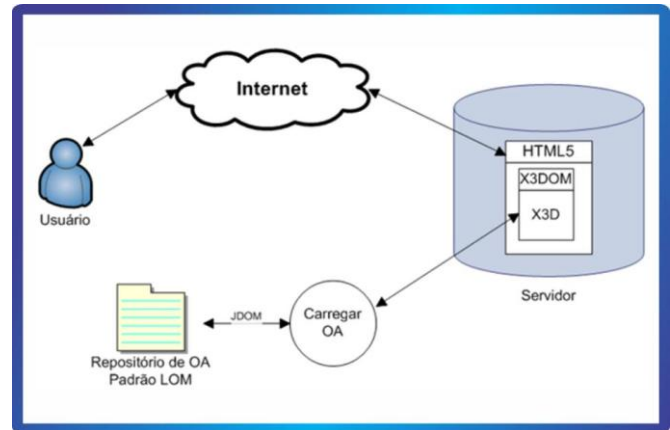 Internet
HTML5
X3DOM
X3D
Usuário
Servidor
JDOM
Carregar
OA
Repositório de OA
Padrão LOM